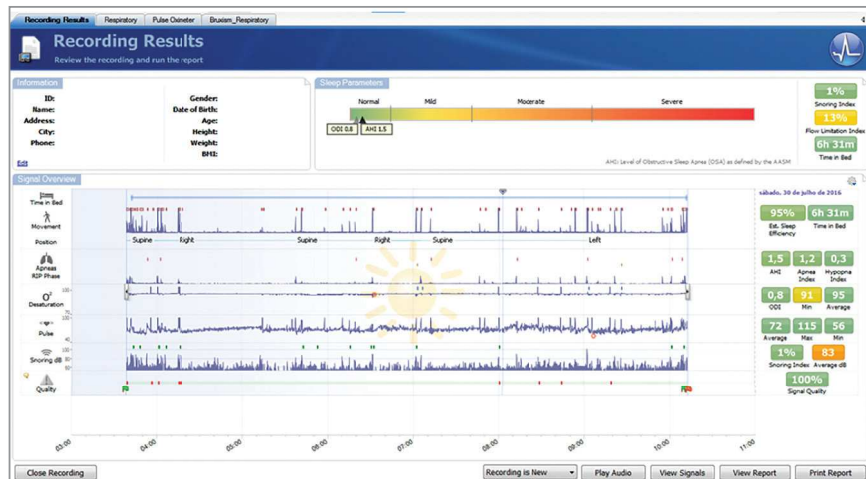 Recording Results Respiratory Pulse Oximeter Bruxism_Respiratory
Recording Results
Review the recording and run the report
Information
ID:
Name:
Address:
City:
Phone:
Gender:
Date of Birth:
Age:
Height:
Weight:
BMI:
Edit
Sleep Parameters
Normal Mild Moderate Severe
ODI 0,8 AHI 1,5
AHI: Level of Obstructive Sleep Apnea (OSA) as defined by the AASM
1%
Snoring Index
13%
Flow Limitation Index
6h 31m
Time in Bed
Signal Overview
Time in Bed
Movement
Position
Supine Right Supine Right Supine Left
Apneas
RIP Phase
O2
Desaturation
100
70
Pulse
100
40
Snoring dB
100
80
60
Quality
03:00 04:00 05:00 06:00 07:00 08:00 09:00 10:00 11:00
sábado, 30 de julho de 2016
95% 6h 31m
Est. Sleep Efficiency Time in Bed
1,5 1,2 0,3
AHI Apnea Index Hypopnea Index
0,8 91 95
ODI Min Average
72 115 56
Average Max Min
1% 83
Snoring Index Average dB
100%
Signal Quality
Close Recording Recording is New Play Audio View Signals View Report Print Report